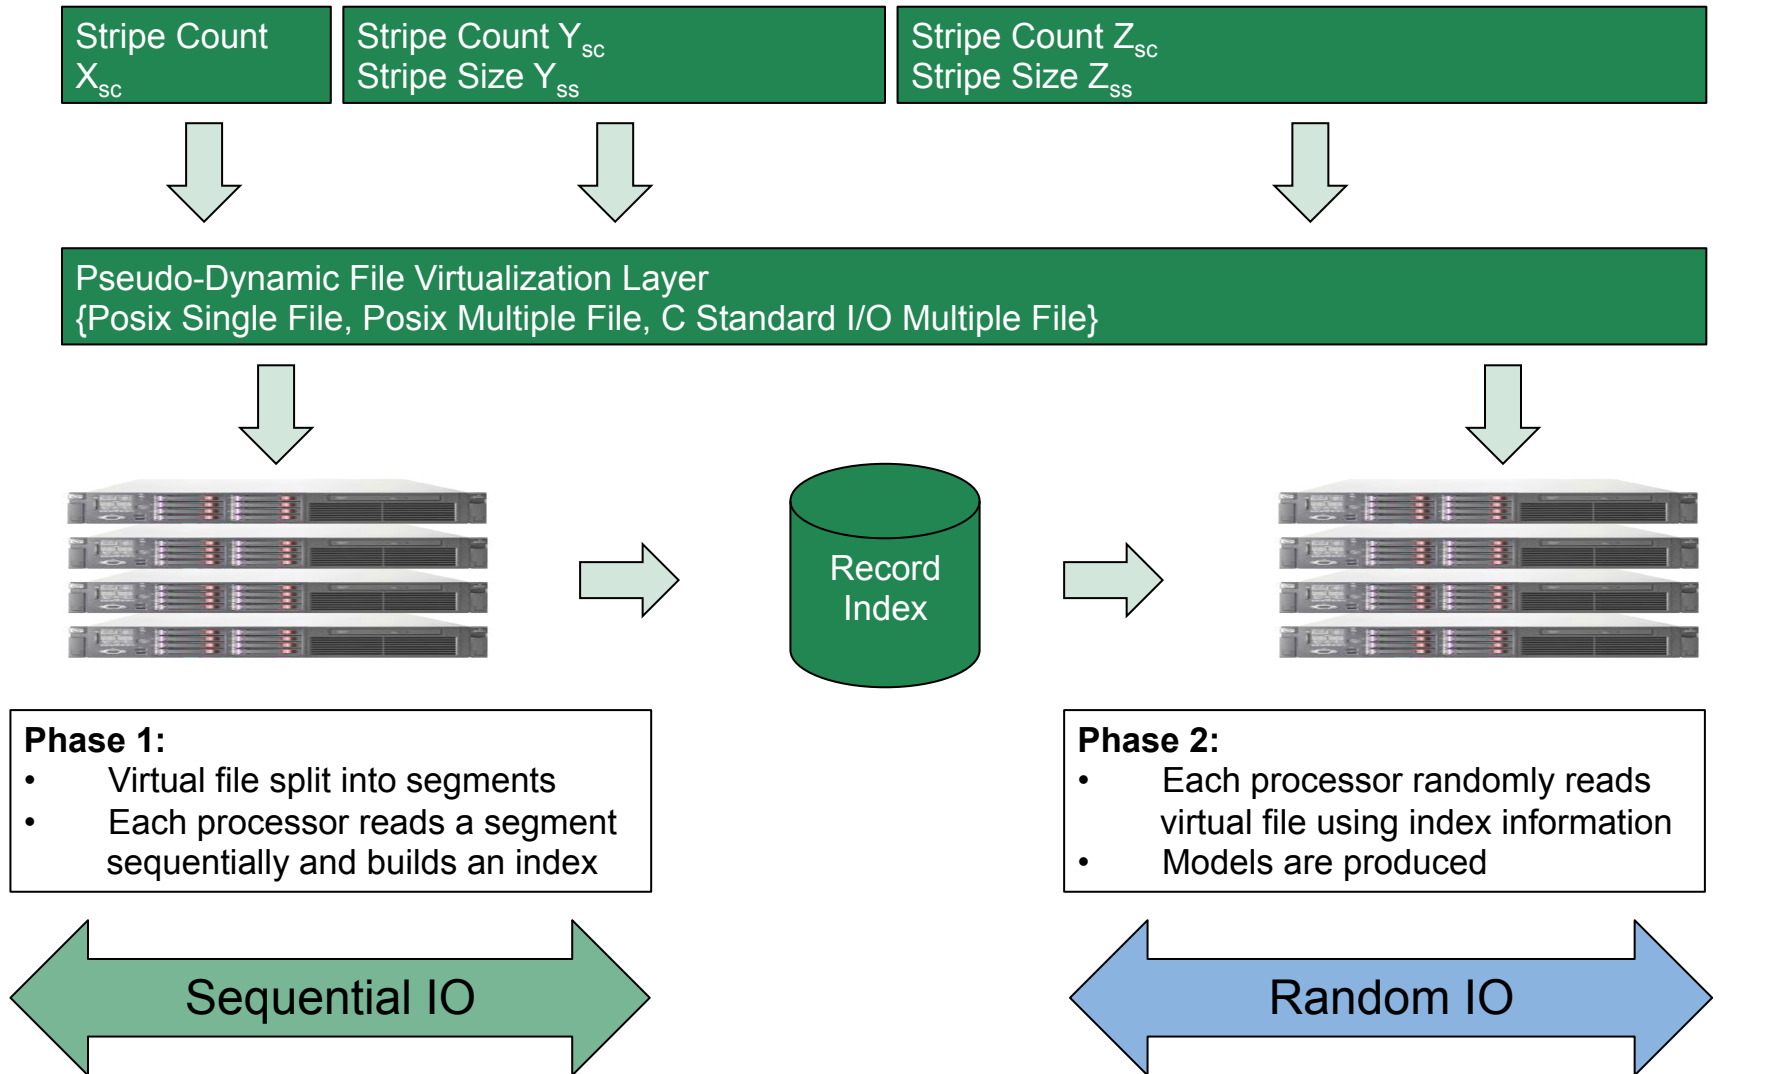 Stripe Count
Xsc
Stripe Count Ysc
Stripe Size Yss
Stripe Count Zsc
Stripe Size Zss
Pseudo-Dynamic File Virtualization Layer
{Posix Single File, Posix Multiple File, C Standard I/O Multiple File}
Record
Index
Phase 1:
• Virtual file split into segments
• Each processor reads a segment
sequentially and builds an index
Phase 2:
• Each processor randomly reads
virtual file using index information
• Models are produced
Sequential IO
Random IO